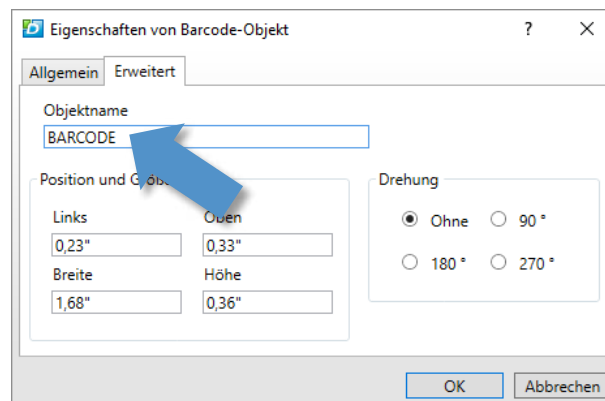 Eigenschaften von Barcode-Objekt
Allgemein Erweitert
Objektname
BARCODE
Position und Größe
Drehung
Links Oben
0,23" 0,33"
Breite Höhe
1,68" 0,36"
Ohne 90 °
180 ° 270 °
OK Abbrechen